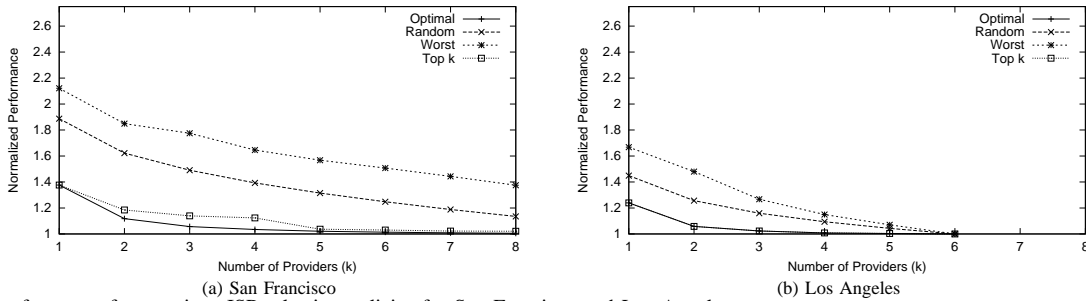 2.6
2.4
2.2
2
1.8
1.6
1.4
1.2
1
Normalized Performance
1 2 3 4 5 6 7 8
Number of Providers (k)
Optimal
Random
Worst
Top k
(a) San Francisco
2.6
2.4
2.2
2
1.8
1.6
1.4
1.2
1
Normalized Performance
1 2 3 4 5 6 7 8
Number of Providers (k)
Optimal
Random
Worst
Top k
(b) Los Angeles